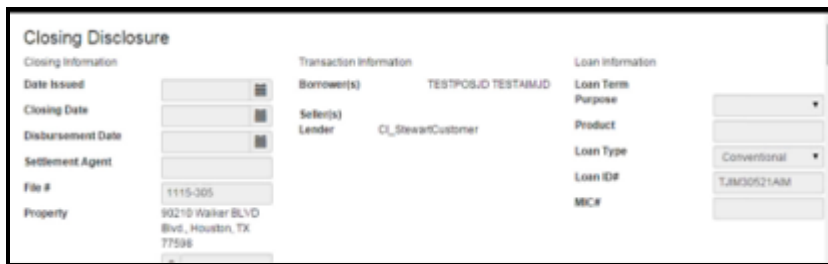 Closing Disclosure
Closing Information
Date Issued
Closing Date
Disbursement Date
Settlement Agent
File # 1115-305
Property 90210 Walker BLVD
Blvd., Houston, TX
77598
Transaction Information
Borrower(s) TESTPOSJD TESTAIMJD
Seller(s)
Lender CI_StewartCustomer
Loan Information
Loan Term
Purpose
Product
Loan Type Conventional
Loan ID# TJIM30521AIM
MIC#